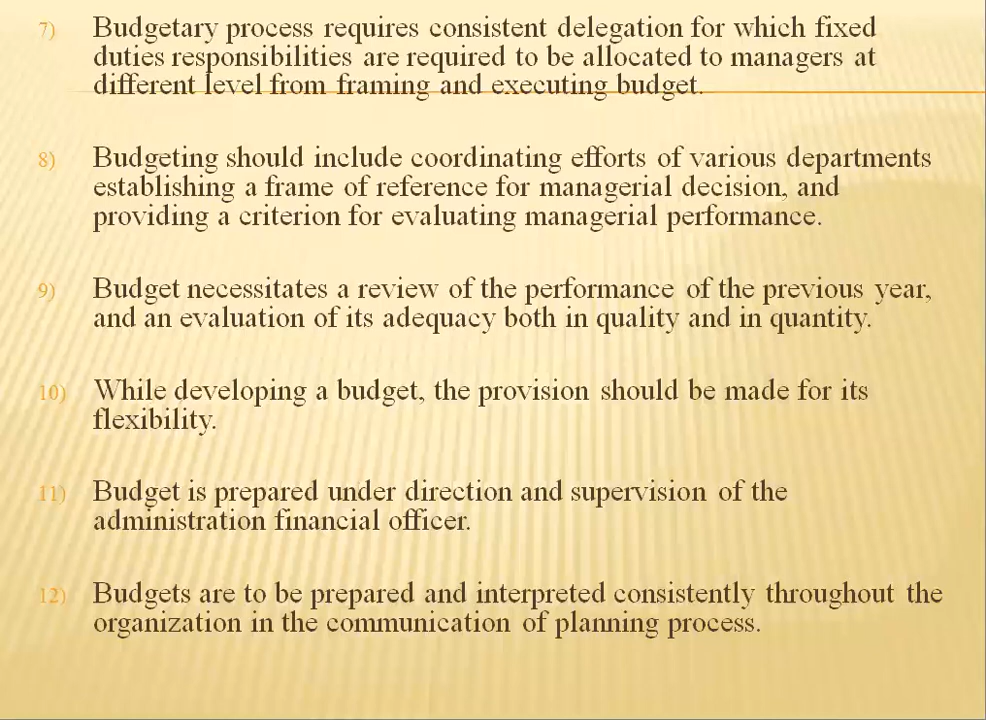 7) Budgetary process requires consistent delegation for which fixed
duties responsibilities are required to be allocated to managers at
different level from framing and executing budget.
8) Budgeting should include coordinating efforts of various departments
establishing a frame of reference for managerial decision, and
providing a criterion for evaluating managerial performance.
9) Budget necessitates a review of the performance of the previous year,
and an evaluation of its adequacy both in quality and in quantity.
10) While developing a budget, the provision should be made for its
flexibility.
11) Budget is prepared under direction and supervision of the
administration financial officer.
12) Budgets are to be prepared and interpreted consistently throughout the
organization in the communication of planning process.